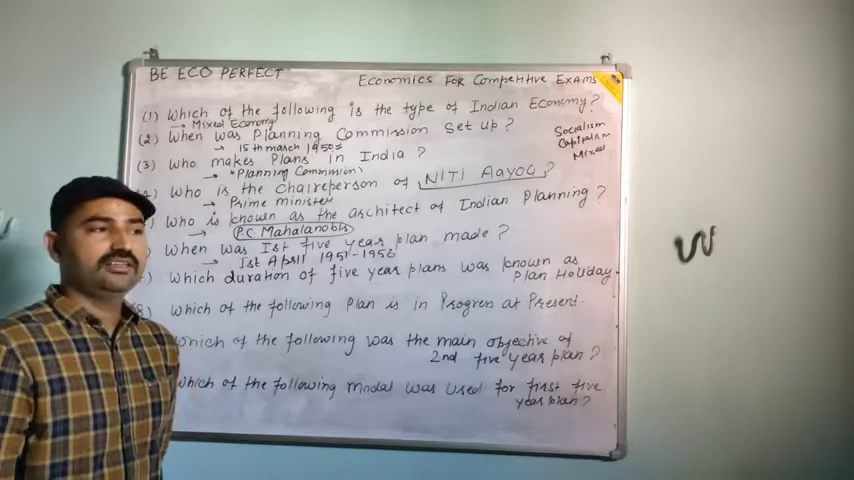 BE ECO PERFECT
ECONOMICS FOR COMPETITIVE EXAMS
(1) Which of the following is the type of Indian Economy?
→ Mixed Economy
(2) When was Planning Commission set up?
→ 15th march 1950
Socialism
Capitalism
Mixed
(3) Who makes Plans in India?
→ "Planning Commission"
Who is the chaireperson of NITI Aayog?
→ Prime minister
Who is known as the architect of Indian Planning?
→ P.C. Mahalanobis
When was Ist five year plan made?
→ Ist April 1951-1956
Which duration of five year plans was known as
Plan Holiday
Which of the following Plan is in Progress at Present.
Which of the following was the main objective of
2nd five year plan?
Which of the following modal was used for first five
year plan?